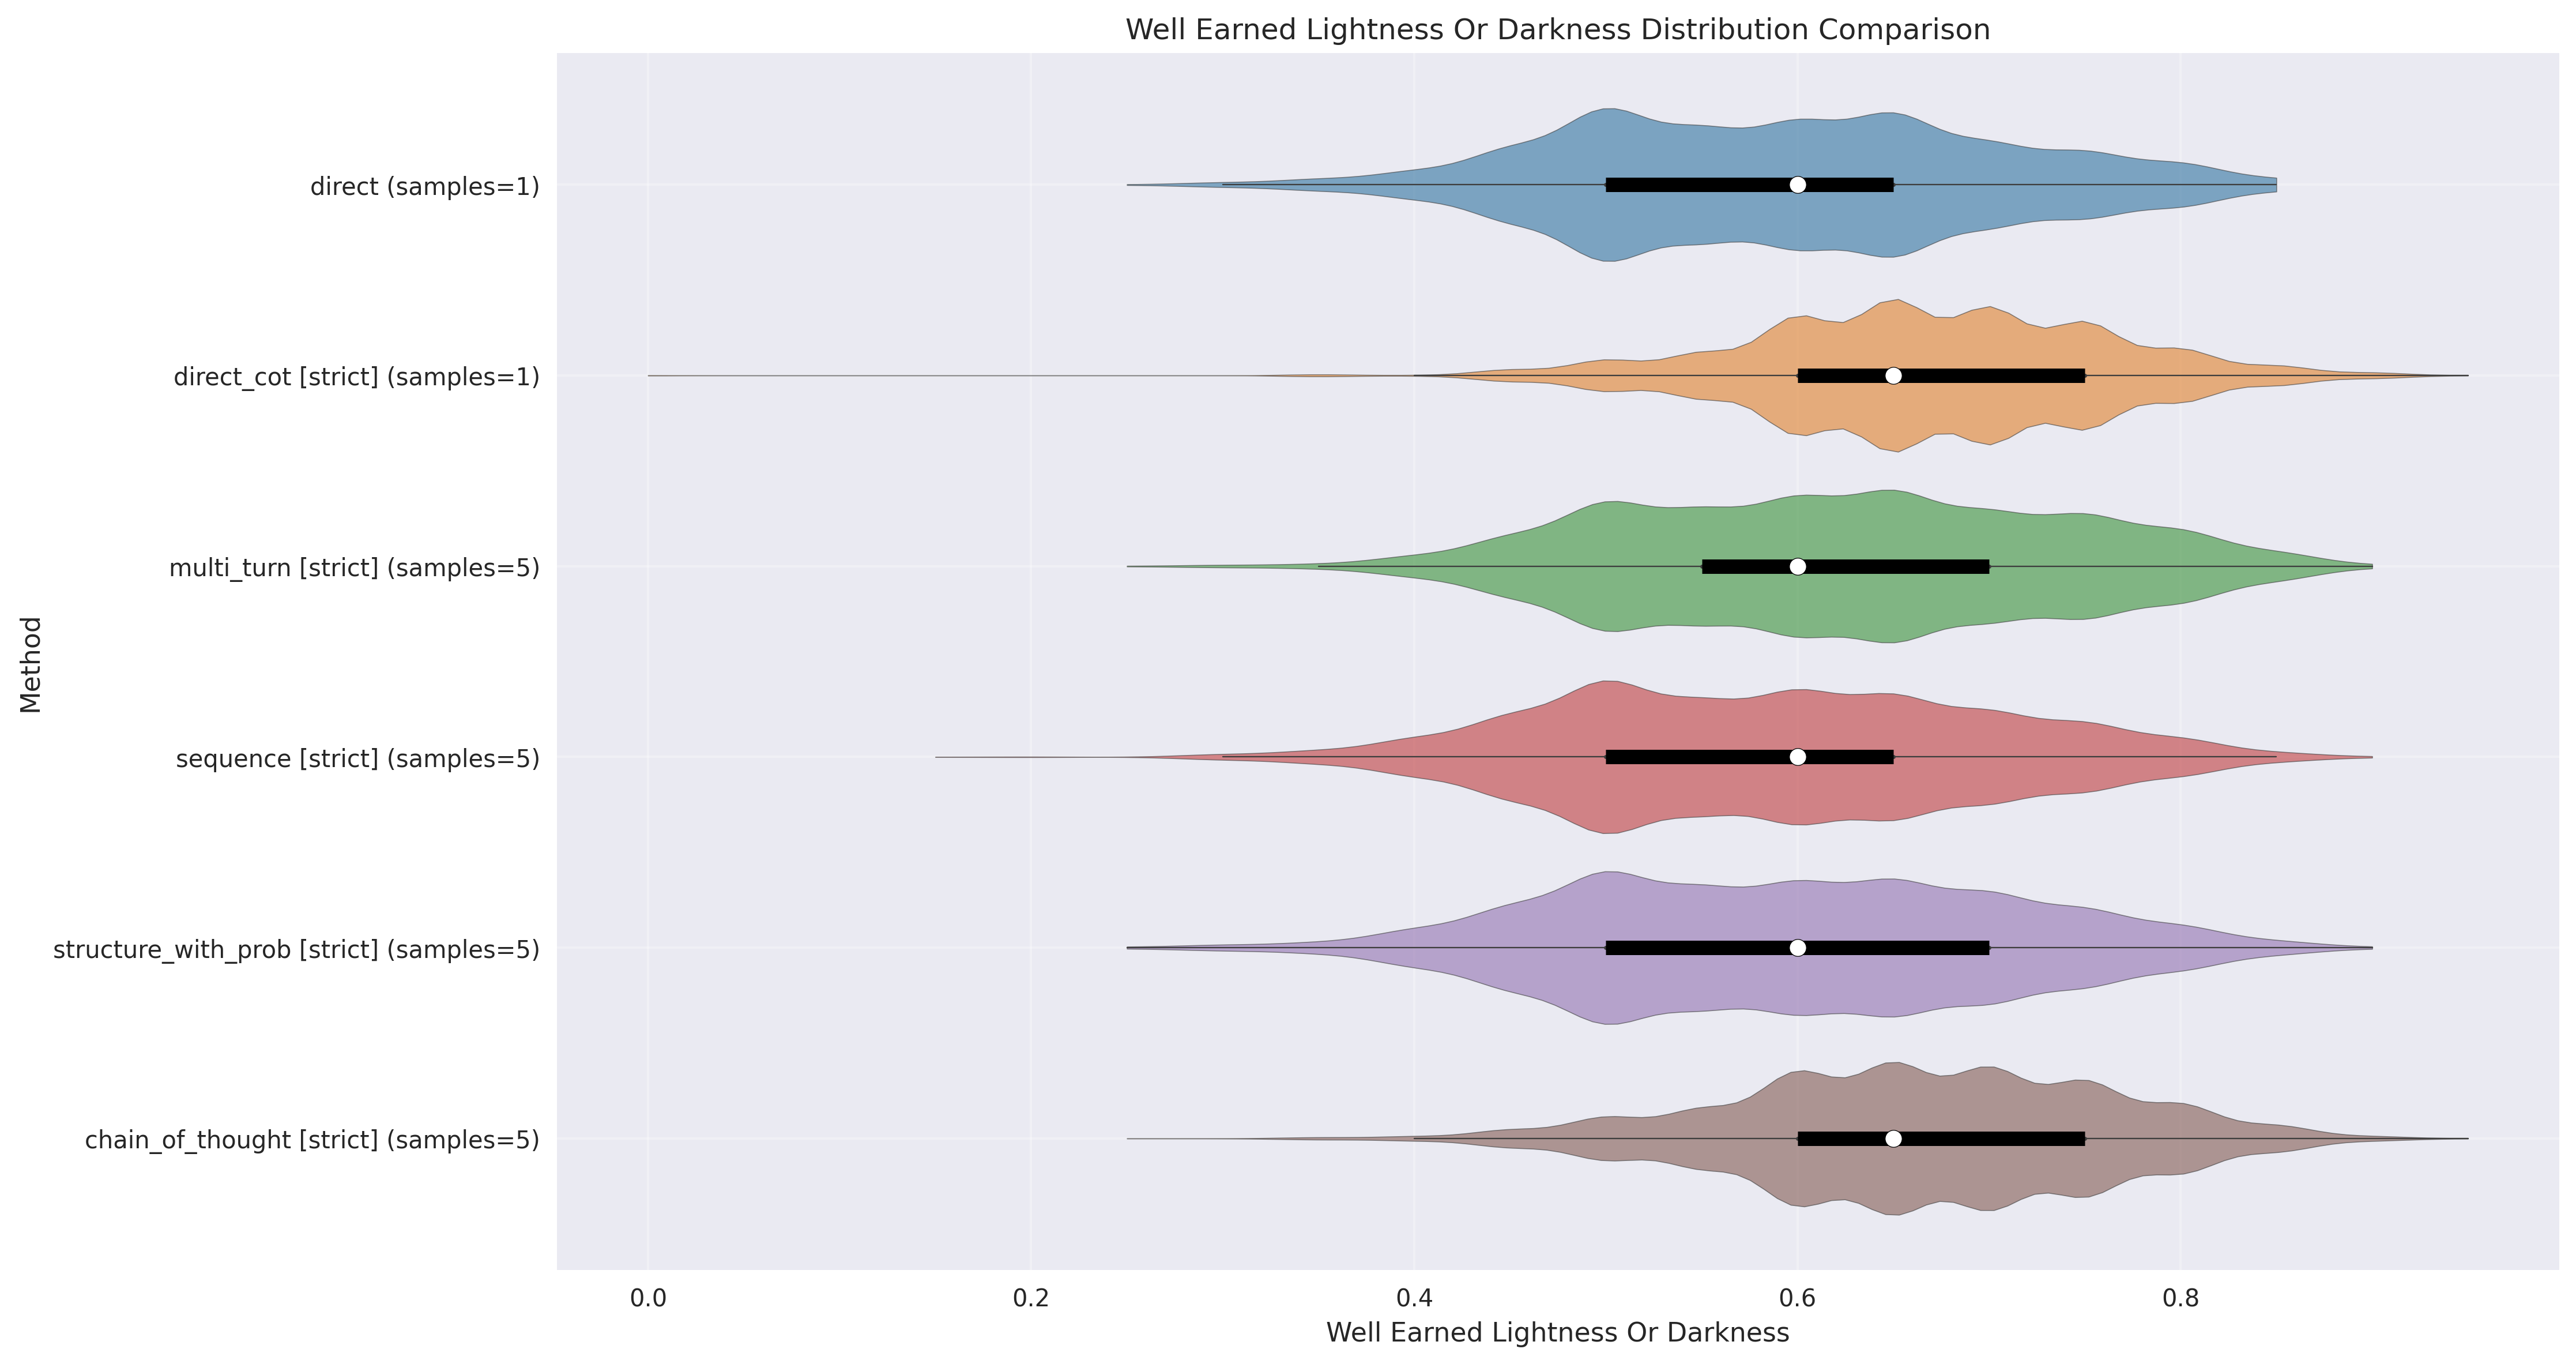 Well Earned Lightness Or Darkness Distribution Comparison
Method
direct (samples=1)
direct_cot [strict] (samples=1)
multi_turn [strict] (samples=5)
sequence [strict] (samples=5)
structure_with_prob [strict] (samples=5)
chain_of_thought [strict] (samples=5)
0.0 0.2 0.4 0.6 0.8
Well Earned Lightness Or Darkness